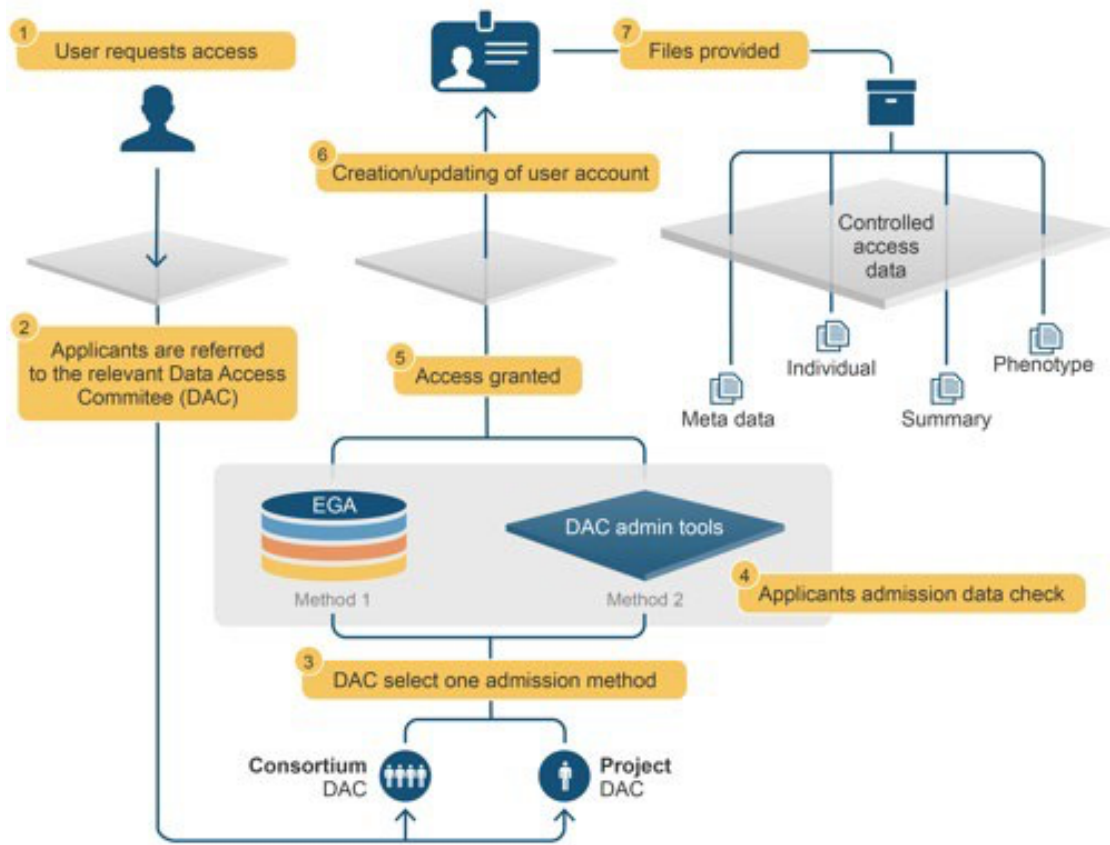 1
User requests access
2
Applicants are referred
to the relevant Data Access
Commitee (DAC)
Consortium
DAC
Project
DAC
3
DAC select one admission method
EGA
Method 1
DAC admin tools
Method 2
4
Applicants admission data check
5
Access granted
6
Creation/updating of user account
7
Files provided
Controlled
access
data
Meta data
Individual
Summary
Phenotype